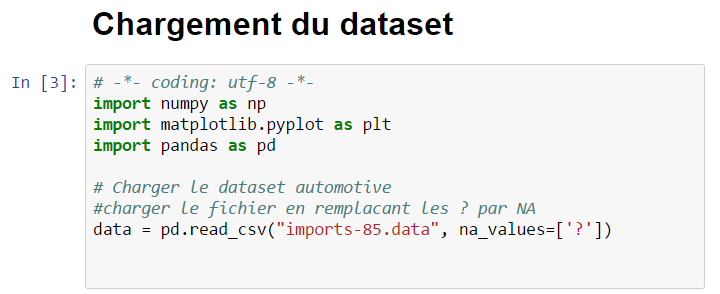 Chargement du dataset
In [3]: # -*- coding: utf-8 -*-
import numpy as np
import matplotlib.pyplot as plt
import pandas as pd
# Charger le dataset automotive
#charger le fichier en remplacant les ? par NA
data = pd.read_csv("imports-85.data", na_values=['?'])